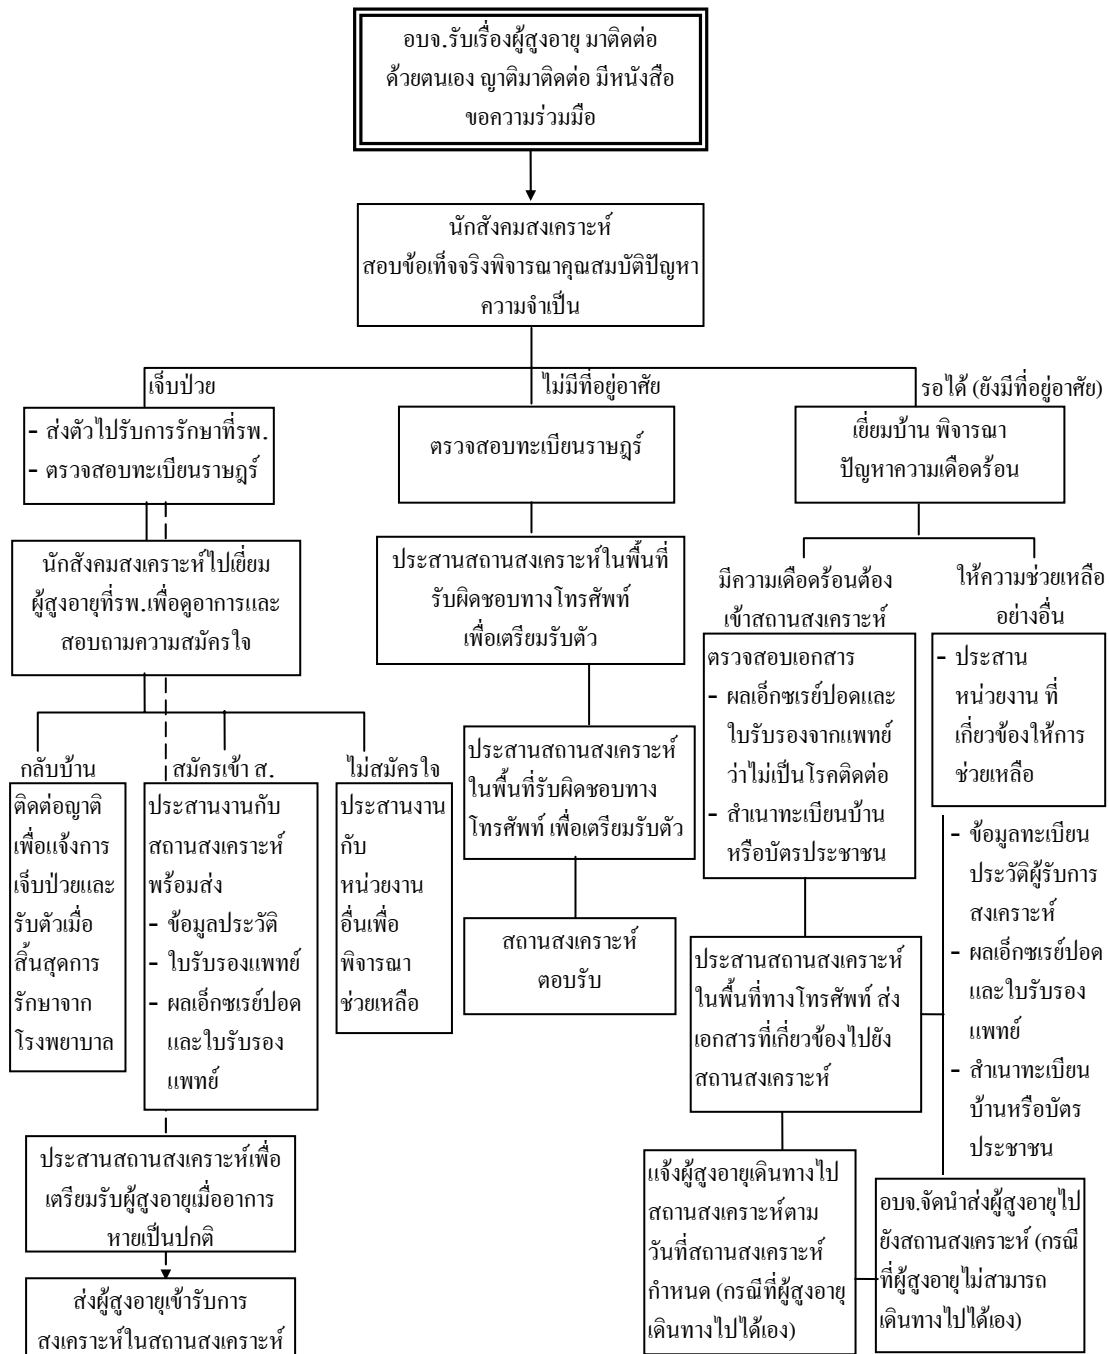 อบจ.รับเรื่องผู้สูงอายุ มาติดต่อ
ด้วยตนเอง ญาติมาติดต่อ มีหนังสือ
ขอความร่วมมือ
นักสังคมสงเคราะห์
สอบข้อเท็จจริงพิจารณาคุณสมบัติปัญหา
ความจำเป็น
เจ็บป่วย
- ส่งตัวไปรับการรักษาที่รพ.
- ตรวจสอบทะเบียนราษฎร์
นักสังคมสงเคราะห์ไปเยี่ยม
ผู้สูงอายุที่รพ.เพื่อดูอาการและ
สอบถามความสมัครใจ
กลับบ้าน
ติดต่อญาติ
เพื่อแจ้งการ
เจ็บป่วยและ
รับตัวเมื่อ
สิ้นสุดการ
รักษาจาก
โรงพยาบาล
สมัครเข้า ส.
ประสานงานกับ
สถานสงเคราะห์
พร้อมส่ง
- ข้อมูลประวัติ
- ใบรับรองแพทย์
- ผลเอ็กซเรย์ปอด
และใบรับรอง
แพทย์
ไม่สมัครใจ
ประสานงาน
กับ
หน่วยงาน
อื่นเพื่อ
พิจารณา
ช่วยเหลือ
ประสานสถานสงเคราะห์เพื่อ
เตรียมรับผู้สูงอายุเมื่ออาการ
หายเป็นปกติ
ส่งผู้สูงอายุเข้ารับการ
สงเคราะห์ในสถานสงเคราะห์
ไม่มีที่อยู่อาศัย
ตรวจสอบทะเบียนราษฎร์
ประสานสถานสงเคราะห์ในพื้นที่
รับผิดชอบทางโทรศัพท์
เพื่อเตรียมรับตัว
ประสานสถานสงเคราะห์
ในพื้นที่รับผิดชอบทาง
โทรศัพท์ เพื่อเตรียมรับตัว
สถานสงเคราะห์
ตอบรับ
รอได้ (ยังมีที่อยู่อาศัย)
เยี่ยมบ้าน พิจารณา
ปัญหาความเดือดร้อน
มีความเดือดร้อนต้อง
เข้าสถานสงเคราะห์
ตรวจสอบเอกสาร
- ผลเอ็กซเรย์ปอดและ
ใบรับรองจากแพทย์
ว่าไม่เป็นโรคติดต่อ
- สำเนาทะเบียนบ้าน
หรือบัตรประชาชน
ให้ความช่วยเหลือ
อย่างอื่น
- ประสาน
หน่วยงาน ที่
เกี่ยวข้องให้การ
ช่วยเหลือ
ประสานสถานสงเคราะห์
ในพื้นที่ทางโทรศัพท์ ส่ง
เอกสารที่เกี่ยวข้องไปยัง
สถานสงเคราะห์
- ข้อมูลทะเบียน
ประวัติผู้รับการ
สงเคราะห์
- ผลเอ็กซเรย์ปอด
และใบรับรอง
แพทย์
- สำเนาทะเบียน
บ้านหรือบัตร
ประชาชน
แจ้งผู้สูงอายุเดินทางไป
สถานสงเคราะห์ตาม
วันที่สถานสงเคราะห์
กำหนด (กรณีที่ผู้สูงอายุ
เดินทางไปได้เอง)
อบจ.จัดนำส่งผู้สูงอายุไป
ยังสถานสงเคราะห์ (กรณี
ที่ผู้สูงอายุไม่สามารถ
เดินทางไปได้เอง)